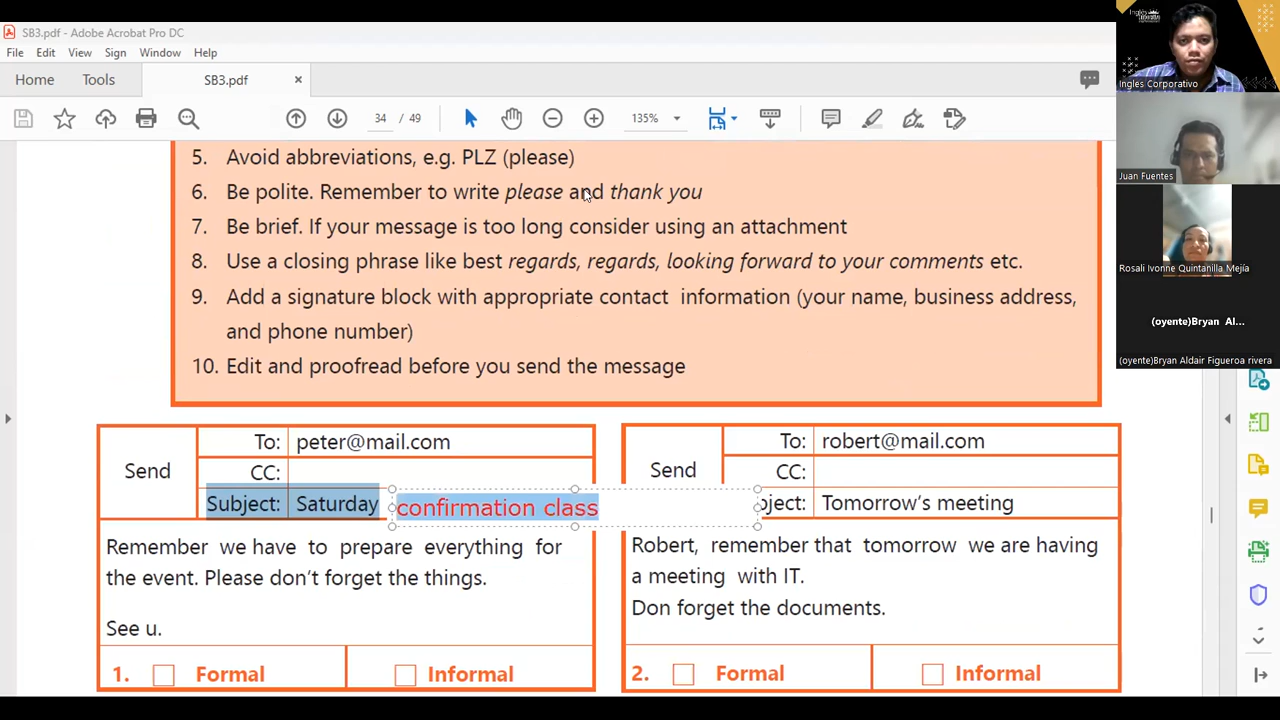 SB3.pdf - Adobe Acrobat Pro DC
File Edit View Sign Window Help
Home Tools SB3.pdf ×
34 / 49 135%
5. Avoid abbreviations, e.g. PLZ (please)
6. Be polite. Remember to write please and thank you
7. Be brief. If your message is too long consider using an attachment
8. Use a closing phrase like best regards, regards, looking forward to your comments etc.
9. Add a signature block with appropriate contact information (your name, business address,
and phone number)
10. Edit and proofread before you send the message
Send
To: peter@mail.com
CC:
Subject: Saturday
confirmation class
Remember we have to prepare everything for
the event. Please don't forget the things.
See u.
1. Formal Informal
Send
To: robert@mail.com
CC:
bject: Tomorrow's meeting
Robert, remember that tomorrow we are having
a meeting with IT.
Don forget the documents.
2. Formal Informal
Inglés
Ingles Corporativo
Juan Fuentes
Rosali Ivonne Quintanilla Mejía
(oyente)Bryan Al...
(oyente)Bryan Aldair Figueroa rivera